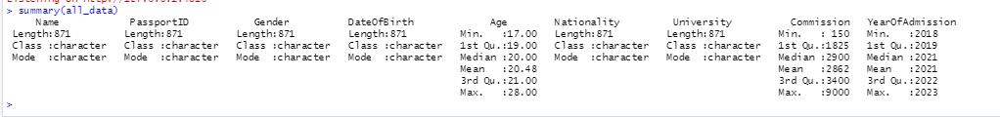 > summary(all_data)
Name PassportID Gender DateOfBirth Age Nationality University Commission YearOfAdmission
Length:871 Length:871 Length:871 Length:871 Min. :17.00 Length:871 Length:871 Min. : 150 Min. :2018
Class :character Class :character Class :character Class :character 1st Qu.:19.00 Class :character Class :character 1st Qu.:1825 1st Qu.:2019
Mode :character Mode :character Mode :character Mode :character Median :20.00 Mode :character Mode :character Median :2900 Median :2021
Mean :20.48 Mean :2862 Mean :2021
3rd Qu.:21.00 3rd Qu.:3400 3rd Qu.:2022
Max. :28.00 Max. :9000 Max. :2023
>